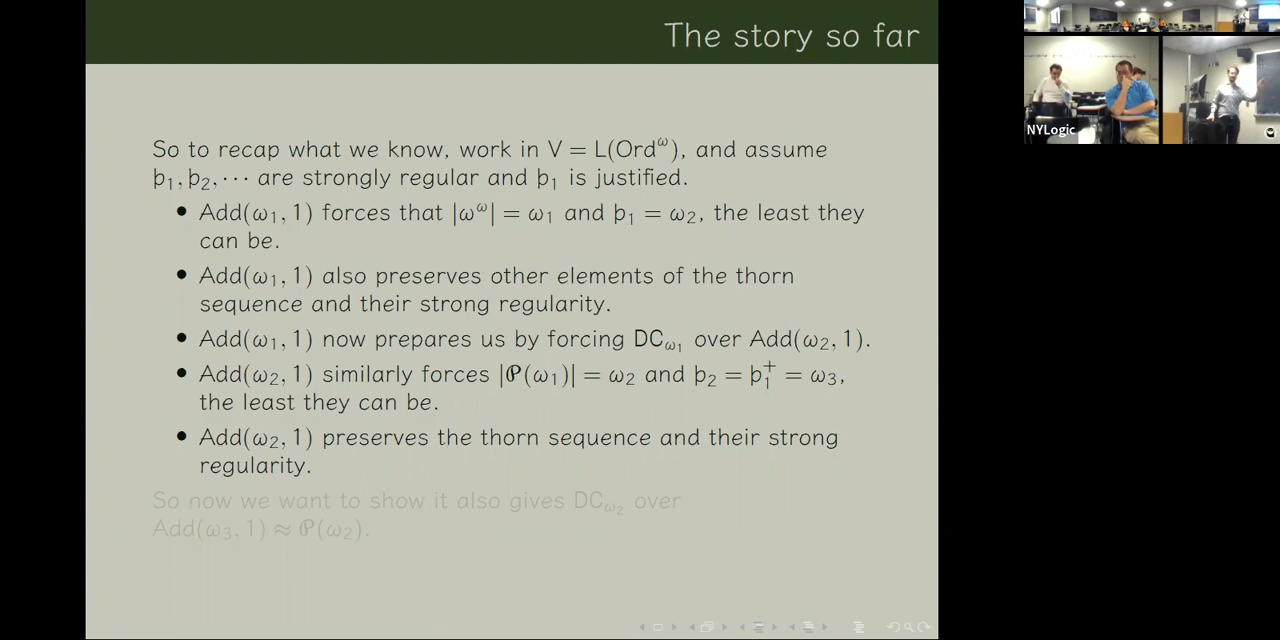 The story so far
So to recap what we know, work in V = L(Ord^ω), and assume
þ₁, þ₂, ⋯ are strongly regular and þ₁ is justified.
• Add(ω₁, 1) forces that |ω^ω| = ω₁ and þ₁ = ω₂, the least they
can be.
• Add(ω₁, 1) also preserves other elements of the thorn
sequence and their strong regularity.
• Add(ω₁, 1) now prepares us by forcing DC_ω₁ over Add(ω₂, 1).
• Add(ω₂, 1) similarly forces |𝒫(ω₁)| = ω₂ and þ₂ = þ₁⁺ = ω₃,
the least they can be.
• Add(ω₂, 1) preserves the thorn sequence and their strong
regularity.
So now we want to show it also gives DC_ω₂ over
Add(ω₃, 1) ≈ 𝒫(ω₂).
NYLogic